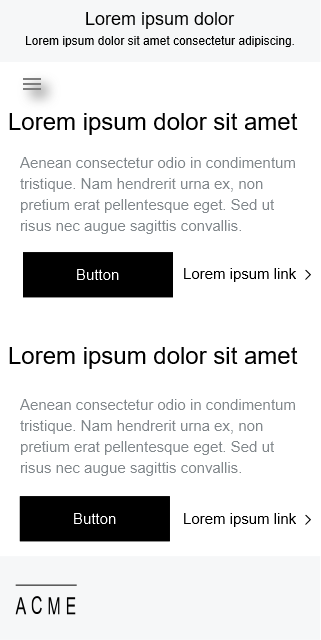 Lorem ipsum dolor
Lorem ipsum dolor sit amet consectetur adipiscing.
Lorem ipsum dolor sit amet
Aenean consectetur odio in condimentum
tristique. Nam hendrerit urna ex, non
pretium erat pellentesque eget. Sed ut
risus nec augue sagittis convallis.
Button
Lorem ipsum link
Lorem ipsum dolor sit amet
Aenean consectetur odio in condimentum
tristique. Nam hendrerit urna ex, non
pretium erat pellentesque eget. Sed ut
risus nec augue sagittis convallis.
Button
Lorem ipsum link
ACME